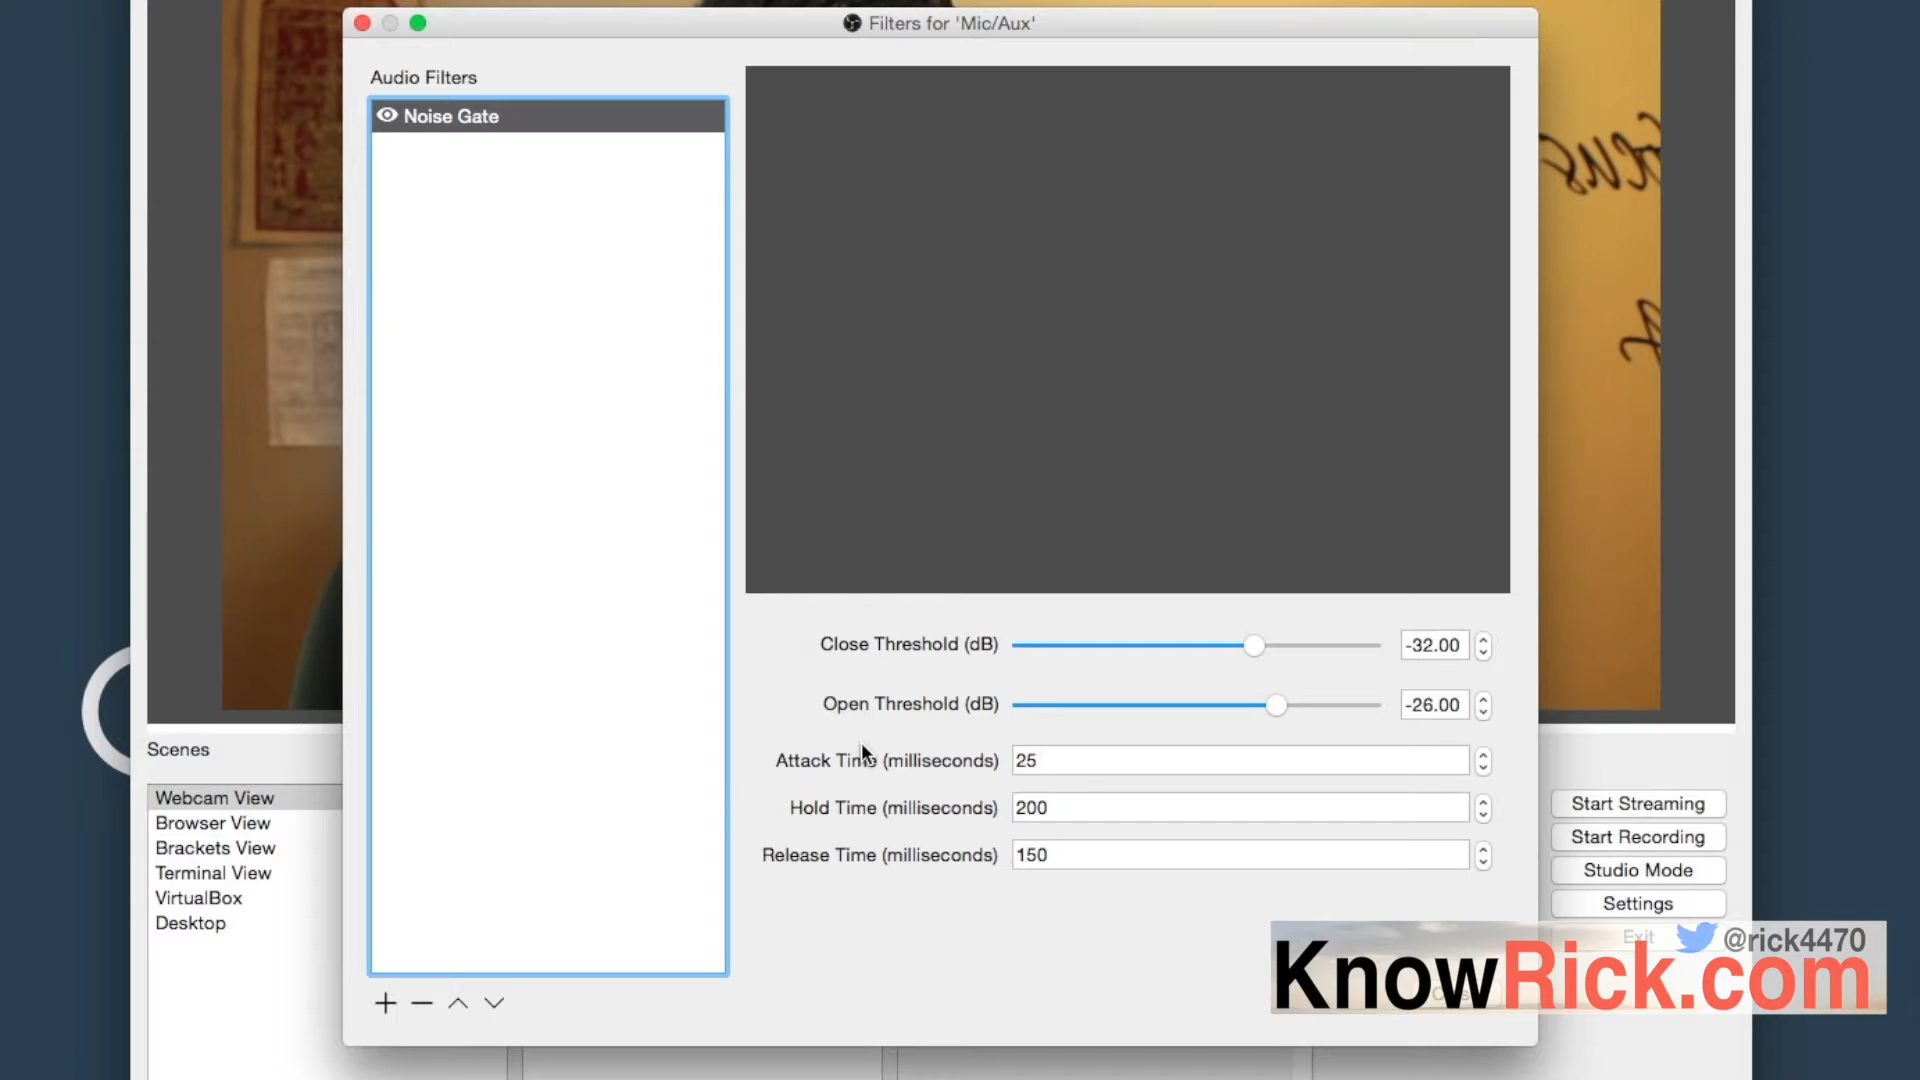 Filters for 'Mic/Aux'
Audio Filters
Noise Gate
Close Threshold (dB)
-32.00
Open Threshold (dB)
-26.00
Attack Time (milliseconds)
25
Hold Time (milliseconds)
200
Release Time (milliseconds)
150
Scenes
Webcam View
Browser View
Brackets View
Terminal View
VirtualBox
Desktop
Start Streaming
Start Recording
Studio Mode
Settings
Exit
@rick4470
KnowRick.com